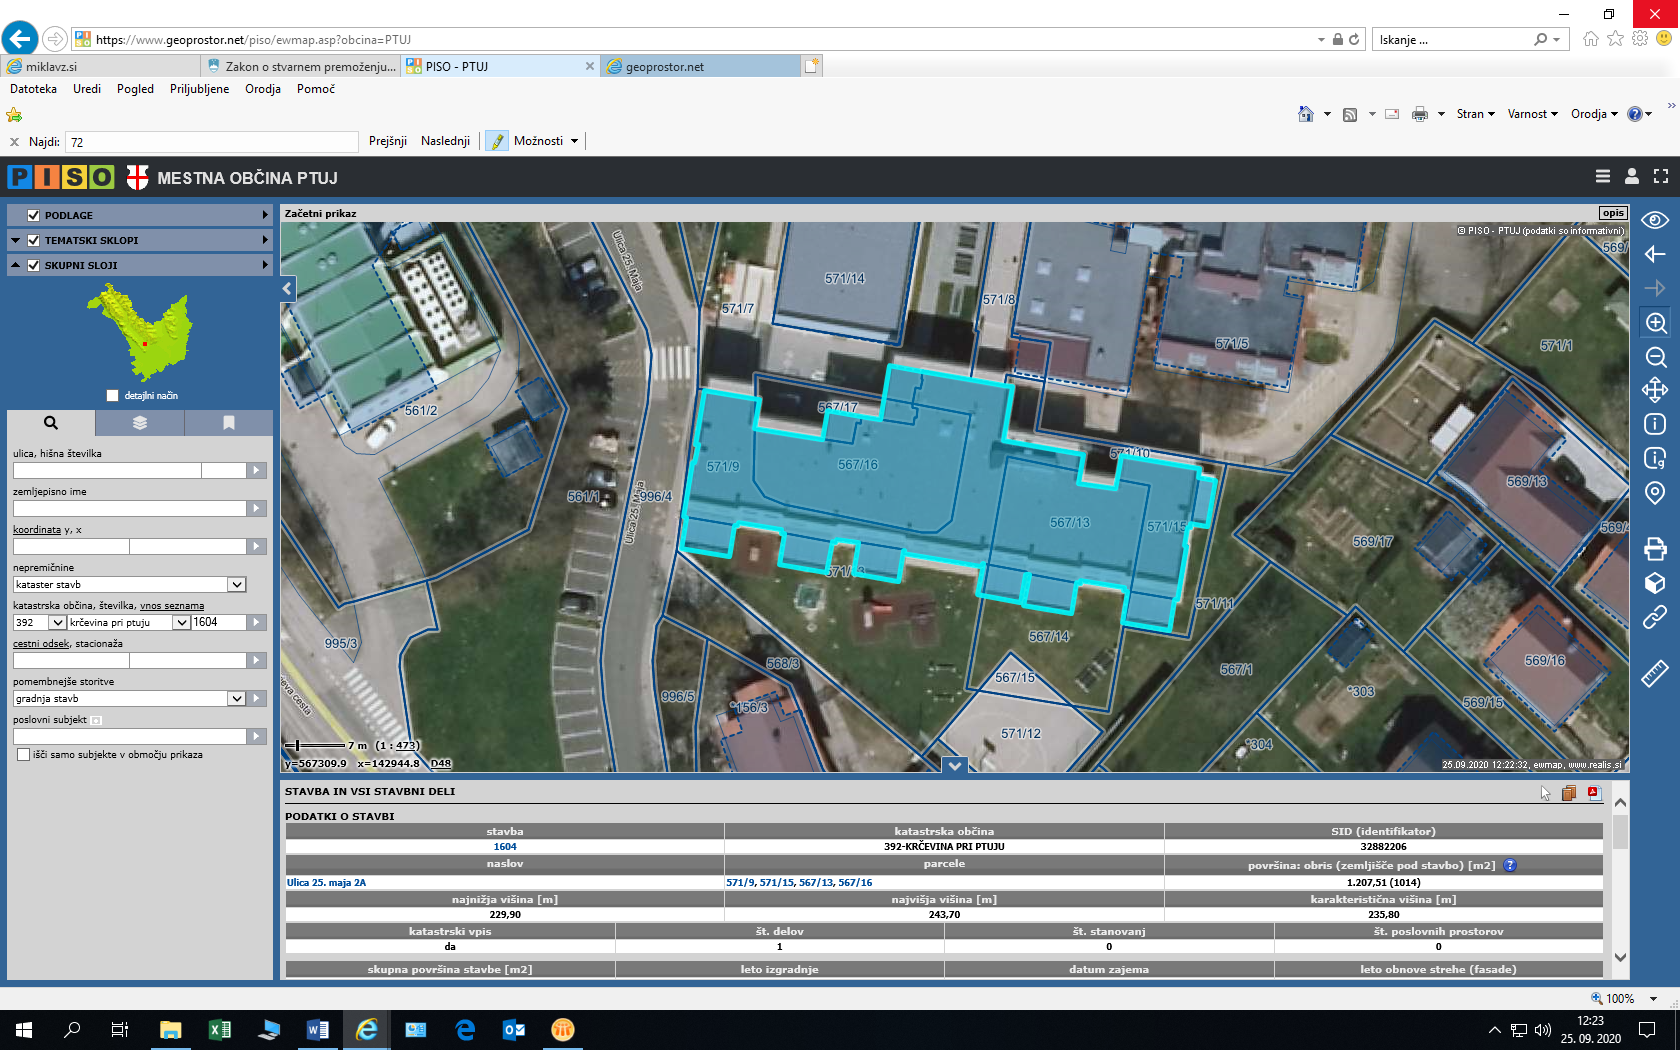 https://www.geoprostor.net/piso/ewmap.asp?obcina=PTUJ
Iskanje ...
miklavz.si
Zakon o stvarnem premoženju...
PISO - PTUJ
geoprostor.net
Datoteka Uredi Pogled Priljubljene Orodja Pomoč
Stran Varnost Orodja
Najdi: 72 Prejšnji Naslednji Možnosti
PISO MESTNA OBČINA PTUJ
PODLAGE
TEMATSKI SKLOPI
SKUPNI SLOJI
detajlni način
ulica, hišna številka
zemljepisno ime
koordinata y, x
nepremičnine
kataster stavb
katastrska občina, številka, vnos seznama
392 krčevina pri ptuju 1604
cestni odsek, stacionaža
pomembnejše storitve
gradnja stavb
poslovni subjekt
išči samo subjekte v območju prikaza
Začetni prikaz
opis
© PISO - PTUJ (podatki so informativni)
Ulica 25. Maja
571/14
571/7
571/8
571/5
571/1
569/
561/2
567/17
571/10
571/9
567/16
569/13
561/1
996/4
Ulica 25. Maja
567/13
571/15
569/4
569/17
571/13
571/11
995/3
567/14
568/3
567/1
569/16
567/15
996/5
*303
569/15
*156/3
571/12
*304
eva cesta
7 m (1 : 473)
y=567309.9 x=142944.8 D48
25.09.2020 12:22:32, ewmap, www.realis.si
STAVBA IN VSI STAVBNI DELI
PODATKI O STAVBI
stavba katastrska občina SID (identifikator)
1604 392-KRČEVINA PRI PTUJU 32882206
naslov parcele površina: obris (zemljišče pod stavbo) [m2]
Ulica 25. maja 2A 571/9, 571/15, 567/13, 567/16 1.207,51 (1014)
najnižja višina [m] najvišja višina [m] karakteristična višina [m]
229,90 243,70 235,80
katastrski vpis št. delov št. stanovanj št. poslovnih prostorov
da 1 0 0
skupna površina stavbe [m2] leto izgradnje datum zajema leto obnove strehe (fasade)
100%
12:23
25. 09. 2020